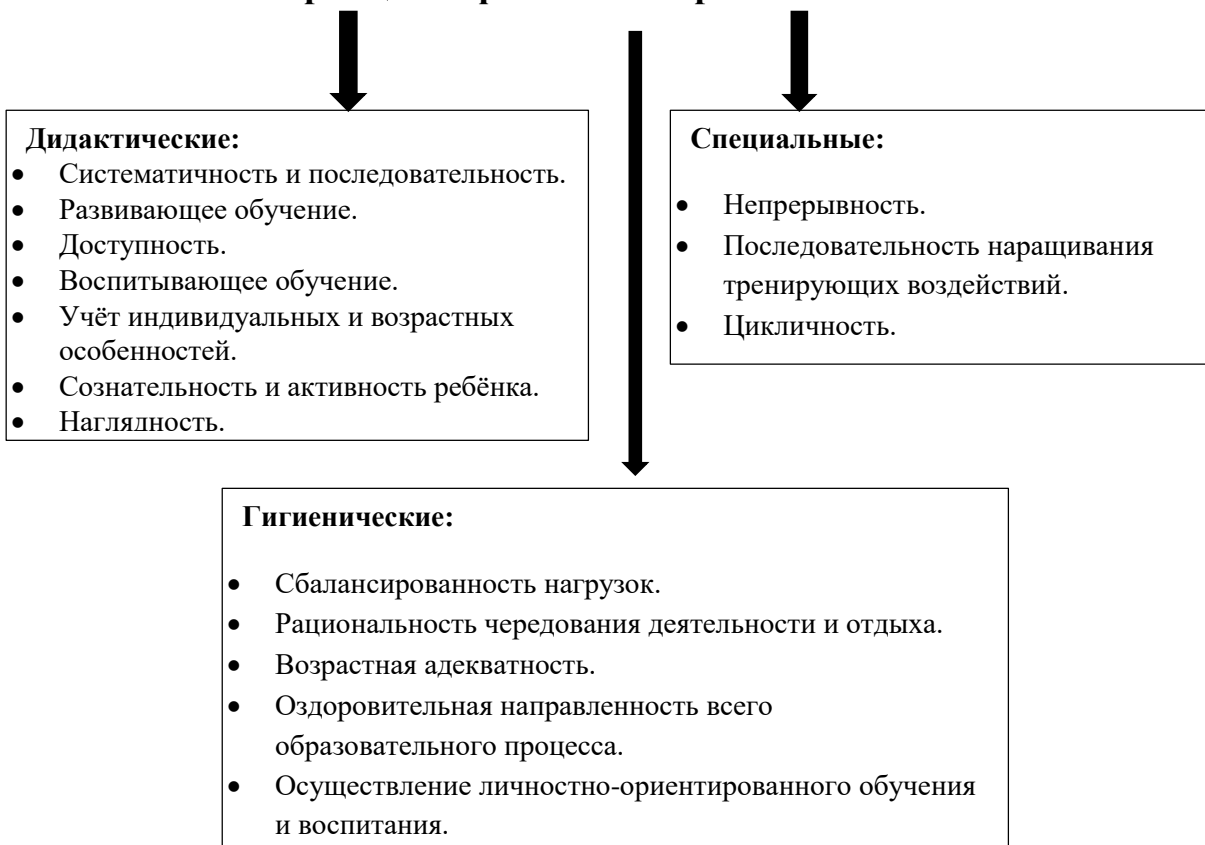 Дидактические:
• Систематичность и последовательность.
• Развивающее обучение.
• Доступность.
• Воспитывающее обучение.
• Учёт индивидуальных и возрастных
особенностей.
• Сознательность и активность ребёнка.
• Наглядность.
Специальные:
• Непрерывность.
• Последовательность наращивания
тренирующих воздействий.
• Цикличность.
Гигиенические:
• Сбалансированность нагрузок.
• Рациональность чередования деятельности и отдыха.
• Возрастная адекватность.
• Оздоровительная направленность всего
образовательного процесса.
• Осуществление личностно-ориентированного обучения
и воспитания.